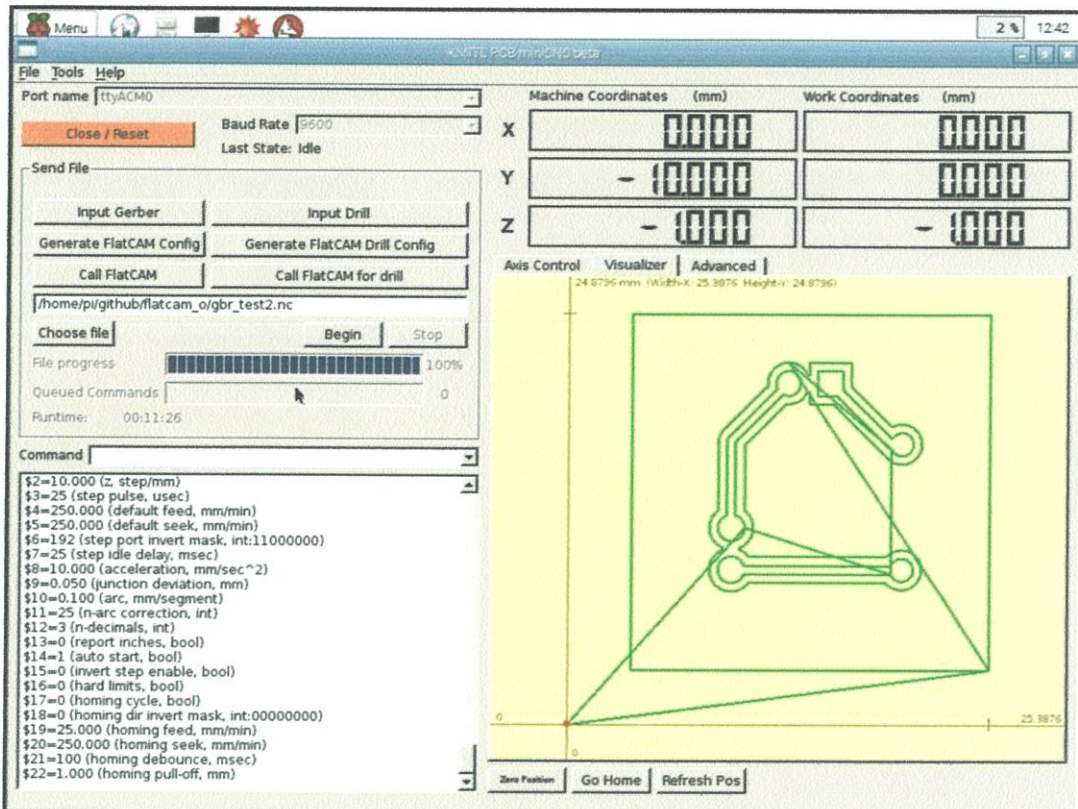 Menu
2 %
12:42
KMITL PCB miniCNC beta
File Tools Help
Port name ttyACM0
Close / Reset
Baud Rate 9600
Last State: Idle
Send File
Input Gerber
Input Drill
Generate FlatCAM Config
Generate FlatCAM Drill Config
Call FlatCAM
Call FlatCAM for drill
/home/pi/github/flatcam_o/gbr_test2.nc
Choose file
Begin
Stop
File progress
100%
Queued Commands
0
Runtime: 00:11:26
Command
$2=10.000 (z, step/mm)
$3=25 (step pulse, usec)
$4=250.000 (default feed, mm/min)
$5=250.000 (default seek, mm/min)
$6=192 (step port invert mask, int:11000000)
$7=25 (step idle delay, msec)
$8=10.000 (acceleration, mm/sec^2)
$9=0.050 (junction deviation, mm)
$10=0.100 (arc, mm/segment)
$11=25 (n-arc correction, int)
$12=3 (n-decimals, int)
$13=0 (report inches, bool)
$14=1 (auto start, bool)
$15=0 (invert step enable, bool)
$16=0 (hard limits, bool)
$17=0 (homing cycle, bool)
$18=0 (homing dir invert mask, int:00000000)
$19=25.000 (homing feed, mm/min)
$20=250.000 (homing seek, mm/min)
$21=100 (homing debounce, msec)
$22=1.000 (homing pull-off, mm)
Machine Coordinates (mm)
Work Coordinates (mm)
X 0.000 0.000
Y -10.000 0.000
Z -1.000 -1.000
Axis Control
Visualizer
Advanced
24.8796 mm (Width-X: 25.3876 Height-Y: 24.8796)
0
25.3876
0
Zero Position
Go Home
Refresh Pos